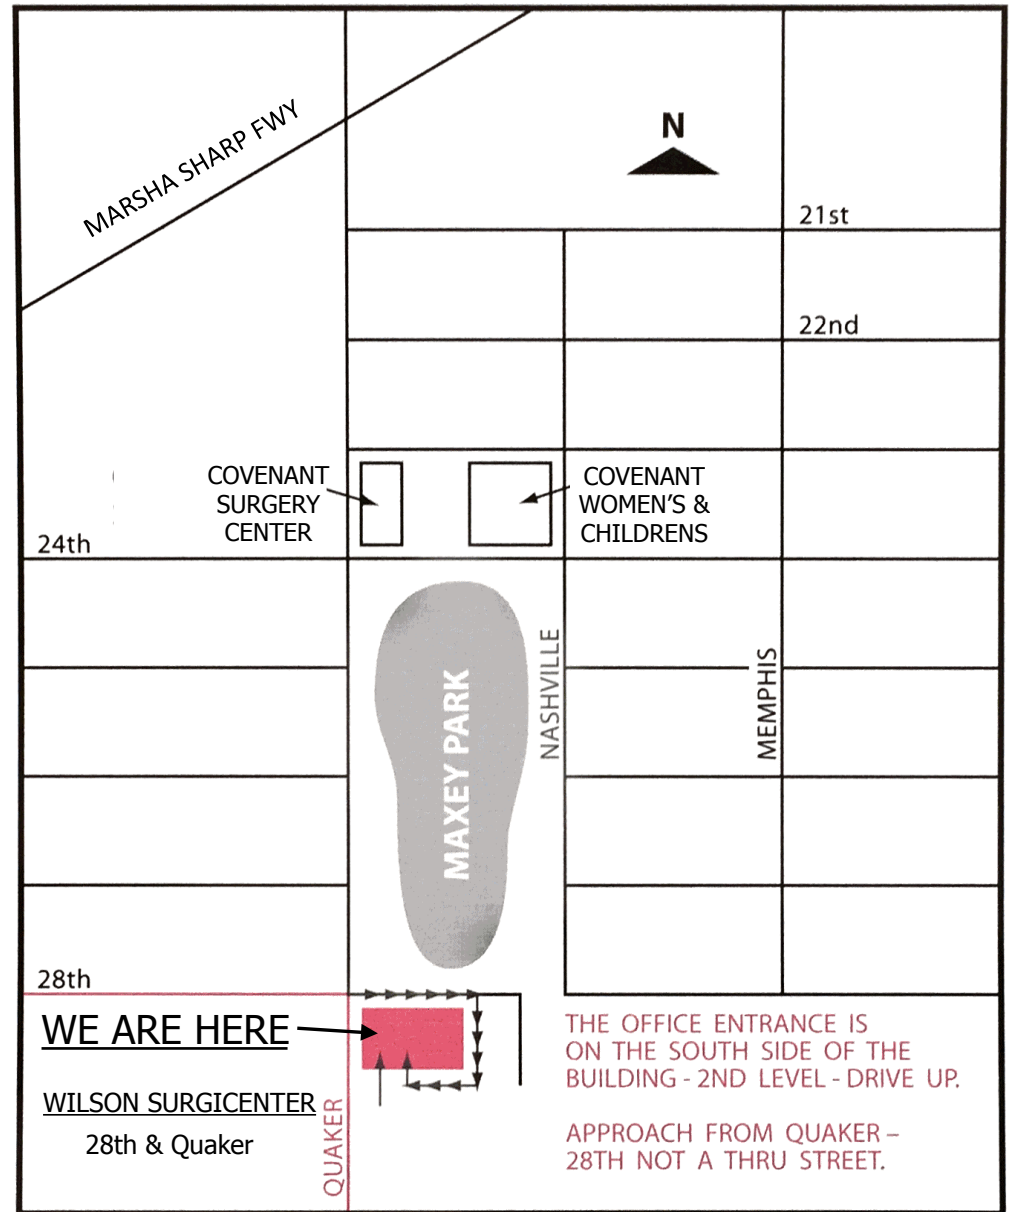 MARSHA SHARP FWY
N
21st
22nd
COVENANT
SURGERY
CENTER
COVENANT
WOMEN'S &
CHILDRENS
24th
MAXEY PARK
NASHVILLE
MEMPHIS
28th
WE ARE HERE
WILSON SURGICENTER
28th & Quaker
QUAKER
THE OFFICE ENTRANCE IS
ON THE SOUTH SIDE OF THE
BUILDING - 2ND LEVEL - DRIVE UP.
APPROACH FROM QUAKER –
28TH NOT A THRU STREET.